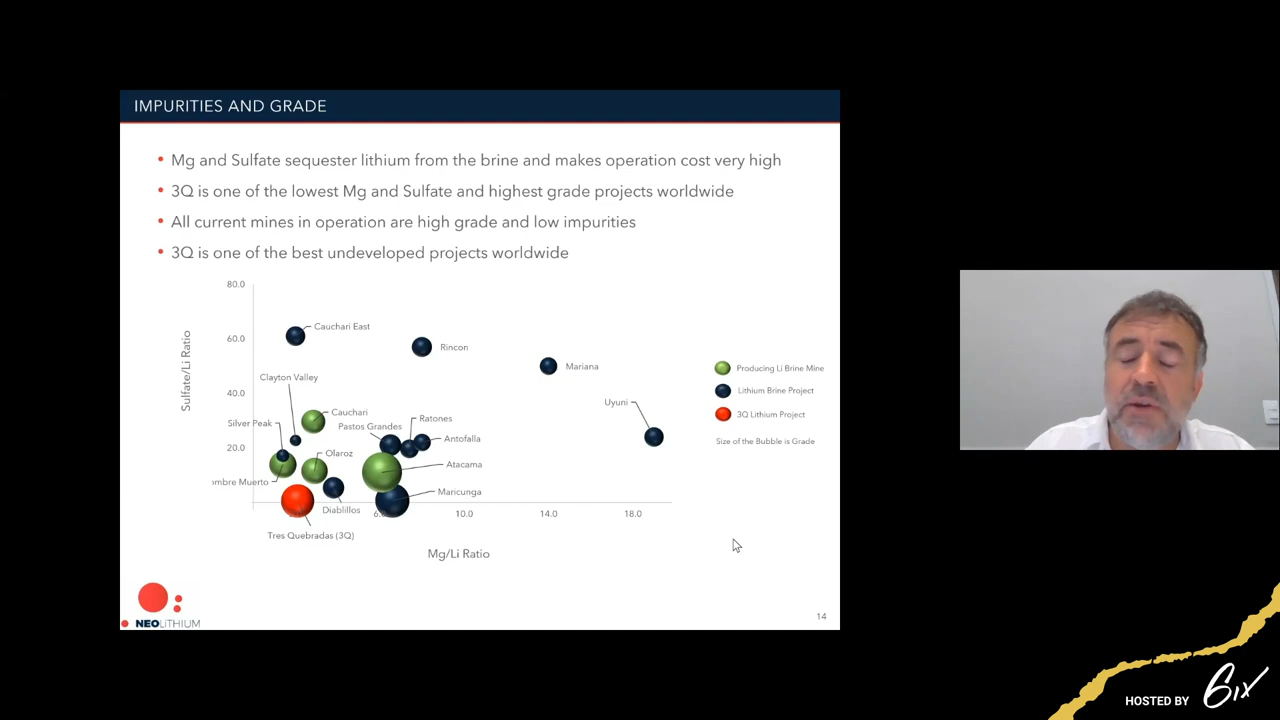 IMPURITIES AND GRADE
• Mg and Sulfate sequester lithium from the brine and makes operation cost very high
• 3Q is one of the lowest Mg and Sulfate and highest grade projects worldwide
• All current mines in operation are high grade and low impurities
• 3Q is one of the best undeveloped projects worldwide
80.0
60.0
40.0
20.0
Sulfate/Li Ratio
Cauchari East
Rincon
Mariana
Clayton Valley
Uyuni
Cauchari
Ratones
Silver Peak
Pastos Grandes
Antofalla
Olaroz
Atacama
ombre Muerto
Maricunga
Diablillos
Tres Quebradas (3Q)
10.0
14.0
18.0
Mg/Li Ratio
Producing Li Brine Mine
Lithium Brine Project
3Q Lithium Project
Size of the Bubble is Grade
NEOLITHIUM
14
HOSTED BY 6ix